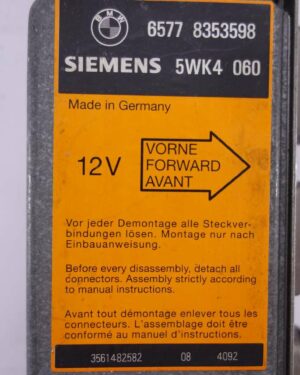 BMW
6577 8353598
SIEMENS 5WK4 060
Made in Germany
12V
VORNE
FORWARD
AVANT
Vor jeder Demontage alle Steckver-
bindungen lösen. Montage nur nach
Einbauanweisung.
Before every disassembly, detach all
connectors. Assembly strictly according
to manual instructions.
Avant tout démontage enlever tous les
connecteurs. L'assemblage doit être
conformé au manuel d'instructions.
3561482582 08 4092